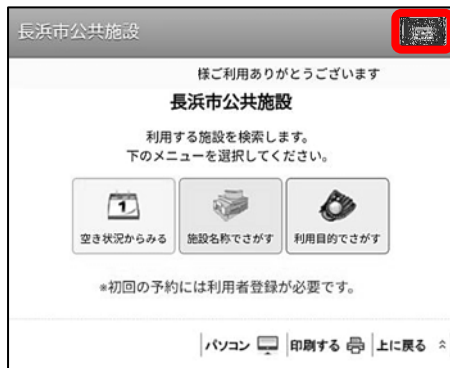 長浜市公共施設
様ご利用ありがとうございます
長浜市公共施設
利用する施設を検索します。
下のメニューを選択してください。
1
空き状況からみる
施設名称でさがす
利用目的でさがす
※初回の予約には利用者登録が必要です。
パソコン 印刷する 上に戻る